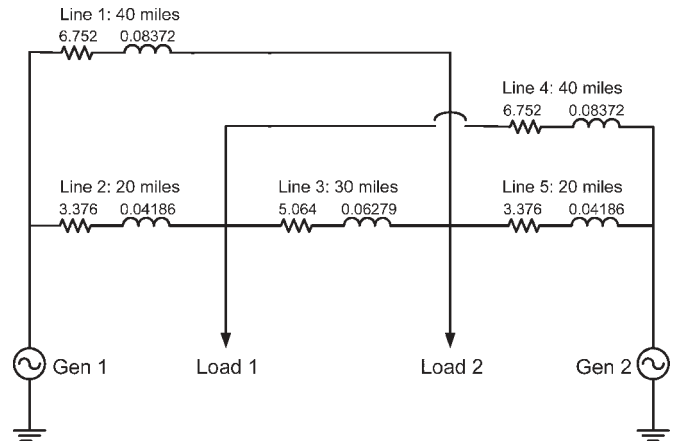 Line 1: 40 miles
6.752 0.08372
Line 4: 40 miles
6.752 0.08372
Line 2: 20 miles
3.376 0.04186
Line 3: 30 miles
5.064 0.06279
Line 5: 20 miles
3.376 0.04186
Gen 1
Load 1
Load 2
Gen 2